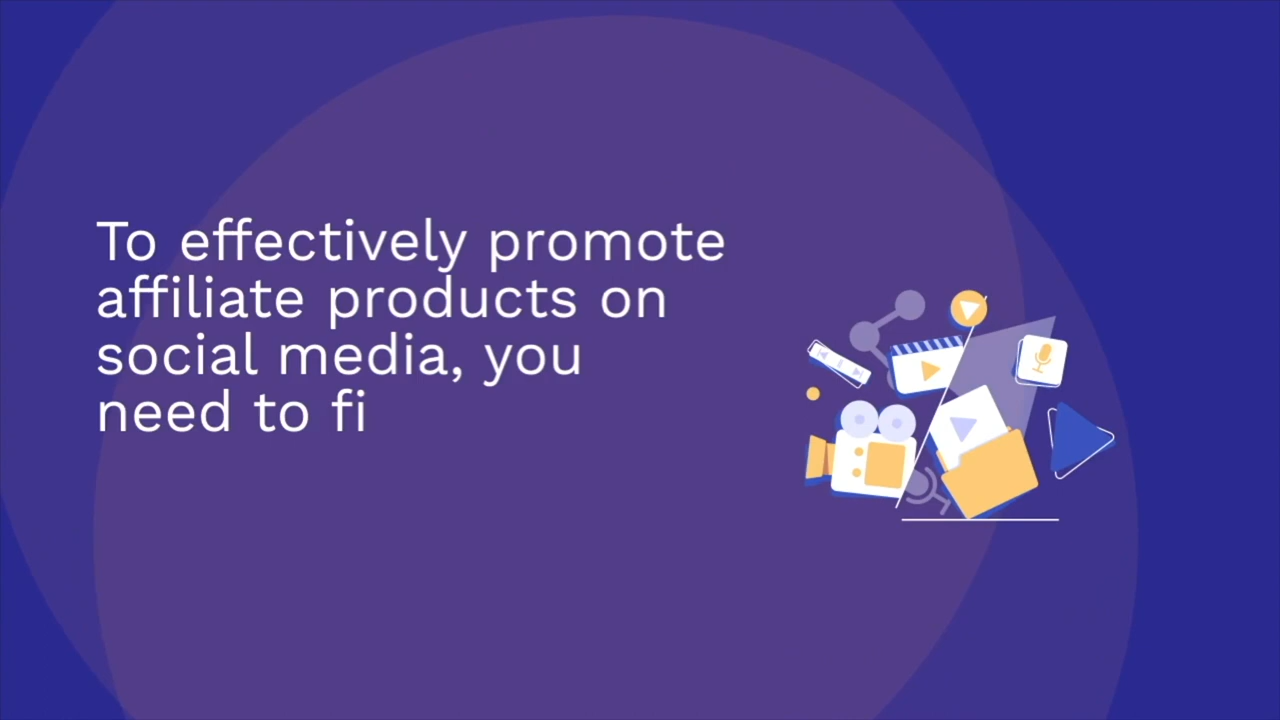 To effectively promote
affiliate products on
social media, you
need to fi